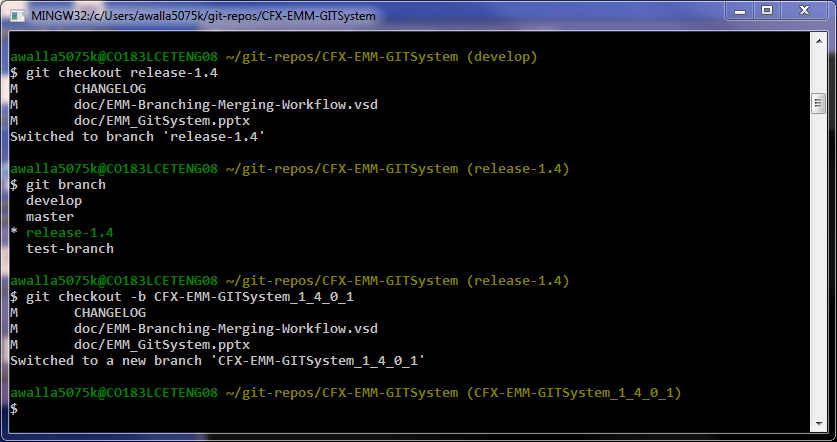 MINGW32:/c/Users/awalla5075k/git-repos/CFX-EMM-GITSystem
awalla5075k@CO183LCETENG08 ~/git-repos/CFX-EMM-GITSystem (develop)
$ git checkout release-1.4
M       CHANGELOG
M       doc/EMM-Branching-Merging-Workflow.vsd
M       doc/EMM_GitSystem.pptx
Switched to branch 'release-1.4'
awalla5075k@CO183LCETENG08 ~/git-repos/CFX-EMM-GITSystem (release-1.4)
$ git branch
  develop
  master
* release-1.4
  test-branch
awalla5075k@CO183LCETENG08 ~/git-repos/CFX-EMM-GITSystem (release-1.4)
$ git checkout -b CFX-EMM-GITSystem_1_4_0_1
M       CHANGELOG
M       doc/EMM-Branching-Merging-Workflow.vsd
M       doc/EMM_GitSystem.pptx
Switched to a new branch 'CFX-EMM-GITSystem_1_4_0_1'
awalla5075k@CO183LCETENG08 ~/git-repos/CFX-EMM-GITSystem (CFX-EMM-GITSystem_1_4_0_1)
$